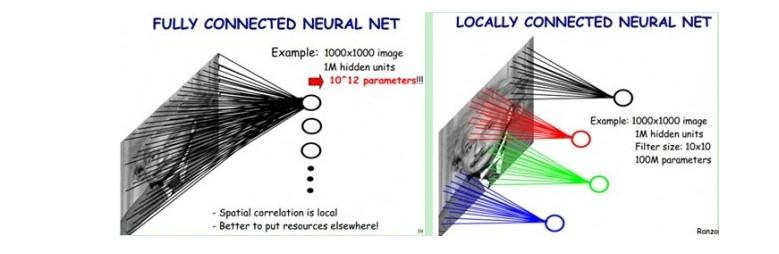 FULLY CONNECTED NEURAL NET
Example: 1000x1000 image
1M hidden units
10^12 parameters!!!
- Spatial correlation is local
- Better to put resources elsewhere!
LOCALLY CONNECTED NEURAL NET
Example: 1000x1000 image
1M hidden units
Filter size: 10x10
100M parameters
Ranzo